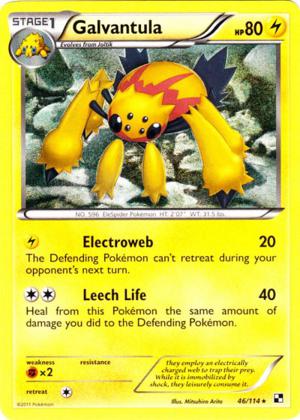 STAGE1 Galvantula HP80
Evolves from Joltik
NO. 596 EleSpider Pokémon HT. 2'07" WT. 31.5 lbs.
Electroweb 20
The Defending Pokémon can't retreat during your
opponent's next turn.
Leech Life 40
Heal from this Pokémon the same amount of
damage you did to the Defending Pokémon.
weakness resistance
×2
retreat
They employ an electrically
charged web to trap their prey.
While it is immobilized by
shock, they leisurely consume it.
©2011 Pokémon Illus. Mitsuhiro Arita 46/114 ★